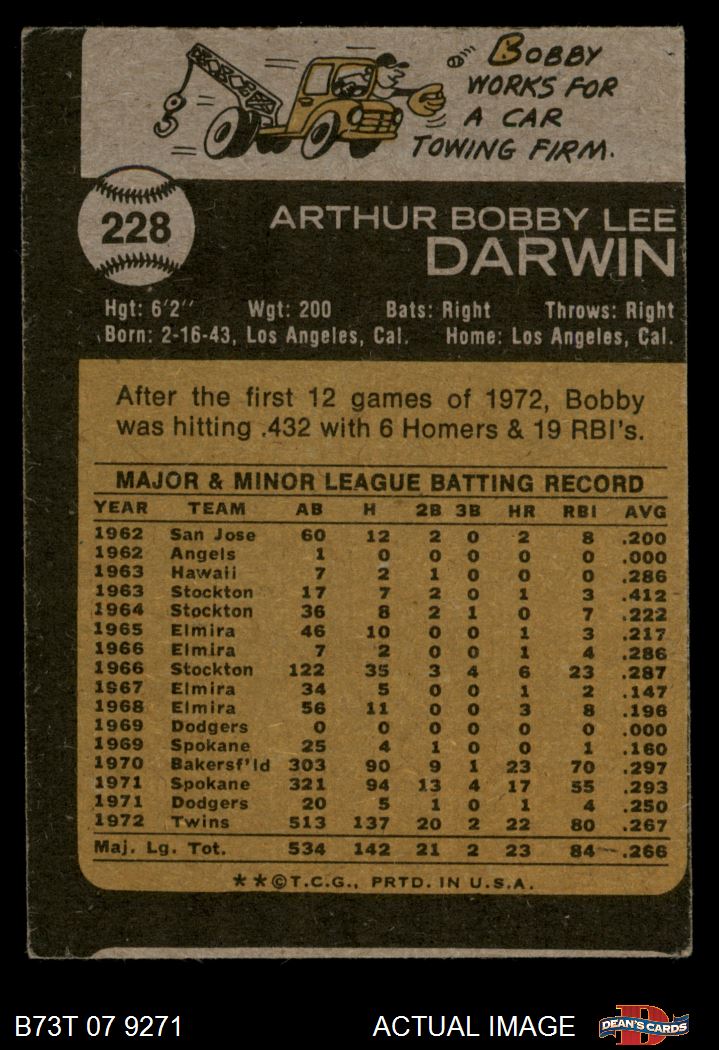 BOBBY
WORKS FOR
A CAR
TOWING FIRM.
228
ARTHUR BOBBY LEE
DARWIN
Hgt: 6'2" Wgt: 200 Bats: Right Throws: Right
Born: 2-16-43, Los Angeles, Cal. Home: Los Angeles, Cal.
After the first 12 games of 1972, Bobby
was hitting .432 with 6 Homers & 19 RBI's.
MAJOR & MINOR LEAGUE BATTING RECORD
YEAR TEAM AB H 2B 3B HR RBI AVG
1962 San Jose 60 12 2 0 2 8 .200
1962 Angels 1 0 0 0 0 0 .000
1963 Hawaii 7 2 1 0 0 0 .286
1963 Stockton 17 7 2 0 1 3 .412
1964 Stockton 36 8 2 1 0 7 .222
1965 Elmira 46 10 0 0 1 3 .217
1966 Elmira 7 2 0 0 1 4 .286
1966 Stockton 122 35 3 4 6 23 .287
1967 Elmira 34 5 0 0 1 2 .147
1968 Elmira 56 11 0 0 3 8 .196
1969 Dodgers 0 0 0 0 0 0 .000
1969 Spokane 25 4 1 0 0 1 .160
1970 Bakersf'ld 303 90 9 1 23 70 .297
1971 Spokane 321 94 13 4 17 55 .293
1971 Dodgers 20 5 1 0 1 4 .250
1972 Twins 513 137 20 2 22 80 .267
Maj. Lg. Tot. 534 142 21 2 23 84 .266
**©T.C.G., PRTD. IN U.S.A.
B73T 07 9271 ACTUAL IMAGE
D
DEAN'S CARDS